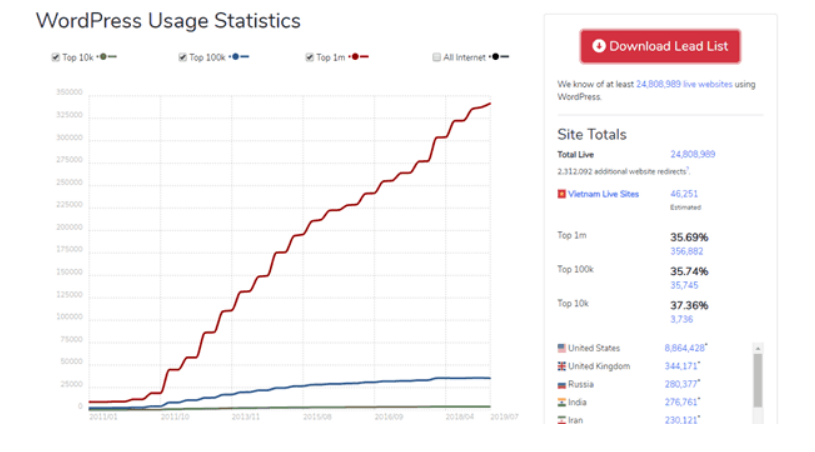 WordPress Usage Statistics
Top 10k
Top 100k
Top 1m
All Internet
350000
325000
300000
275000
250000
225000
200000
175000
150000
125000
100000
75000
50000
25000
0
2011/01
2011/10
2013/11
2015/08
2016/09
2018/04
2019/07
Download Lead List
We know of at least 24,808,989 live websites using
WordPress.
Site Totals
Total Live 24,808,989
2,312,092 additional website redirects
Vietnam Live Sites 46,251
Estimated
Top 1m 35.69%
356,882
Top 100k 35.74%
35,745
Top 10k 37.36%
3,736
United States 8,864,428*
United Kingdom 344,171*
Russia 280,377*
India 276,761*
Iran 230,121*